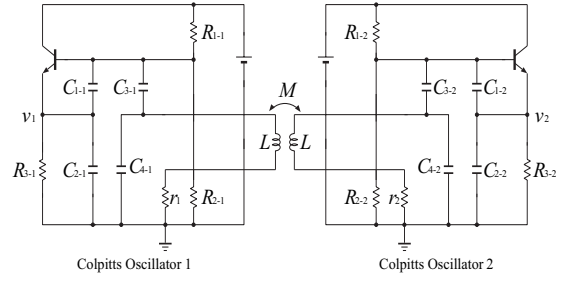 R1-1
R1-2
C1-1
C3-1
M
C3-2
C1-2
v1
L
L
v2
R3-1
C2-1
C4-1
r1
R2-1
R2-2
r2
C4-2
C2-2
R3-2
Colpitts Oscillator 1
Colpitts Oscillator 2